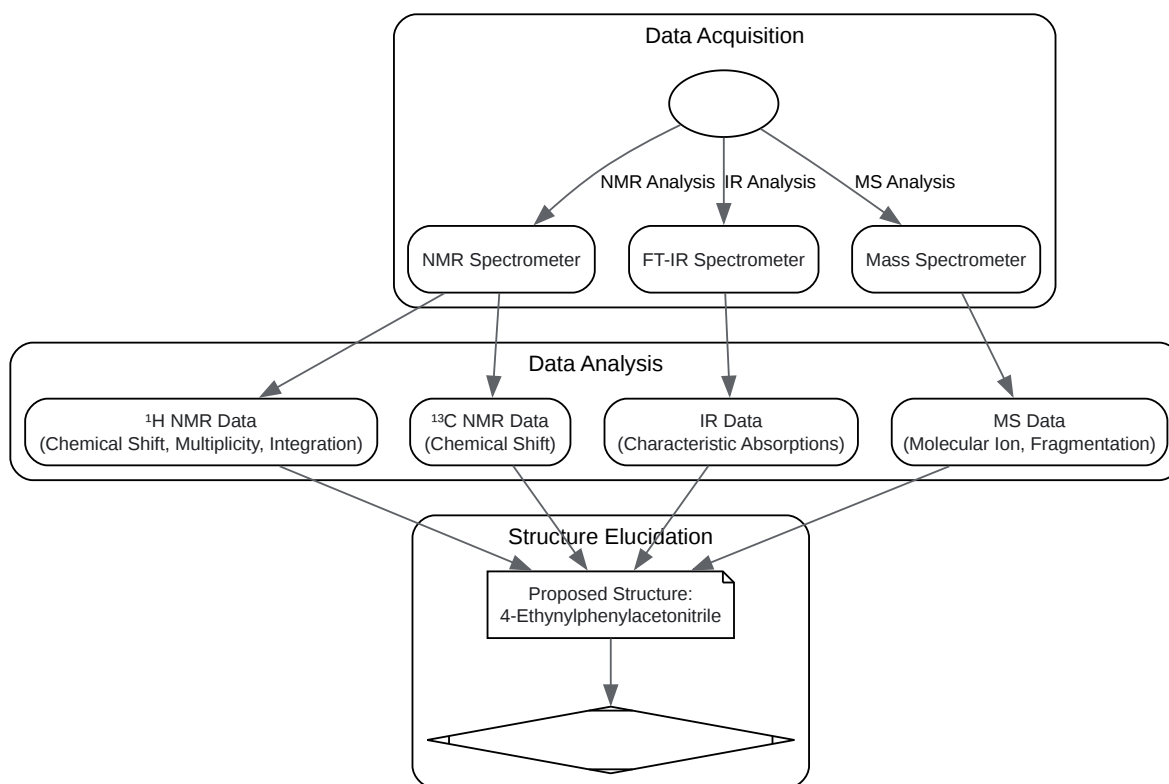 Data Acquisition
NMR Analysis
IR Analysis
MS Analysis
NMR Spectrometer
FT-IR Spectrometer
Mass Spectrometer
Data Analysis
¹H NMR Data
(Chemical Shift, Multiplicity, Integration)
¹³C NMR Data
(Chemical Shift)
IR Data
(Characteristic Absorptions)
MS Data
(Molecular Ion, Fragmentation)
Structure Elucidation
Proposed Structure:
4-Ethynylphenylacetonitrile